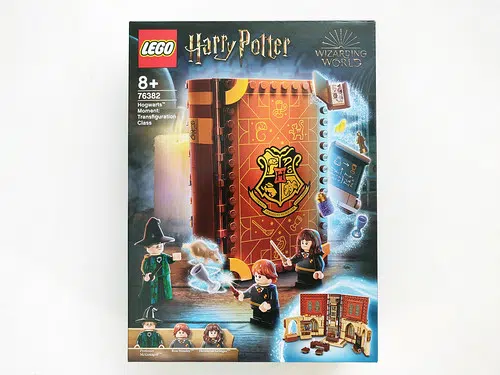 LEGO
Harry Potter
WIZARDING
WORLD
8+
76382
Hogwarts™
Moment:
Transfiguration
Class